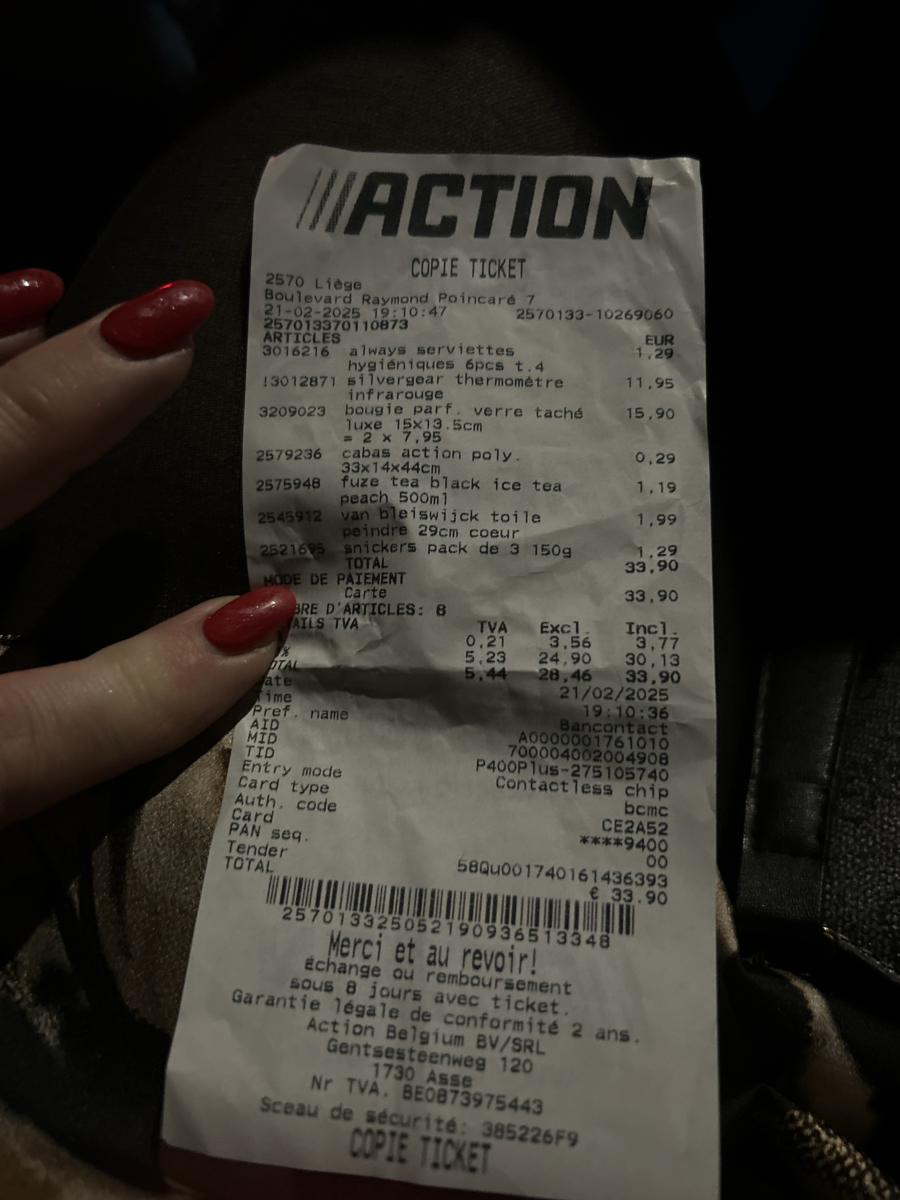 ///ACTION
COPIE TICKET
2570 Liège
Boulevard Raymond Poincaré 7
21-02-2025 19:10:47 2570133-10269060
257013370110873
ARTICLES EUR
3016216 always serviettes 1,29
hygiéniques 6pcs t.4
!3012871 silvergear thermomètre 11,95
infrarouge
3209023 bougie parf. verre taché 15,90
luxe 15x13.5cm
= 2 x 7,95
2579236 cabas action poly. 0,29
33x14x44cm
2575948 fuze tea black ice tea 1,19
peach 500ml
2545912 van bleiswijck toile 1,99
peindre 29cm coeur
2521695 snickers pack de 3 150g 1,29
TOTAL 33,90
MODE DE PAIEMENT
Carte 33,90
BRE D'ARTICLES: 8
AILS TVA TVA Excl. Incl.
0,21 3,56 3,77
% 5,23 24,90 30,13
OTAL 5,44 28,46 33,90
ate 21/02/2025
Time 19:10:36
Pref. name Bancontact
AID A0000001761010
MID 700004002004908
TID P400Plus-275105740
Entry mode Contactless chip
Card type bcmc
Auth. code CE2A52
Card ****9400
PAN seq. 00
Tender 58Qu001740161436393
TOTAL € 33.90
2570133250521909365133​48
Merci et au revoir!
échange ou remboursement
sous 8 jours avec ticket.
Garantie légale de conformité 2 ans.
Action Belgium BV/SRL
Gentsesteenweg 120
1730 Asse
Nr TVA. BE0873975443
Sceau de sécurité: 385226F9
COPIE TICKET